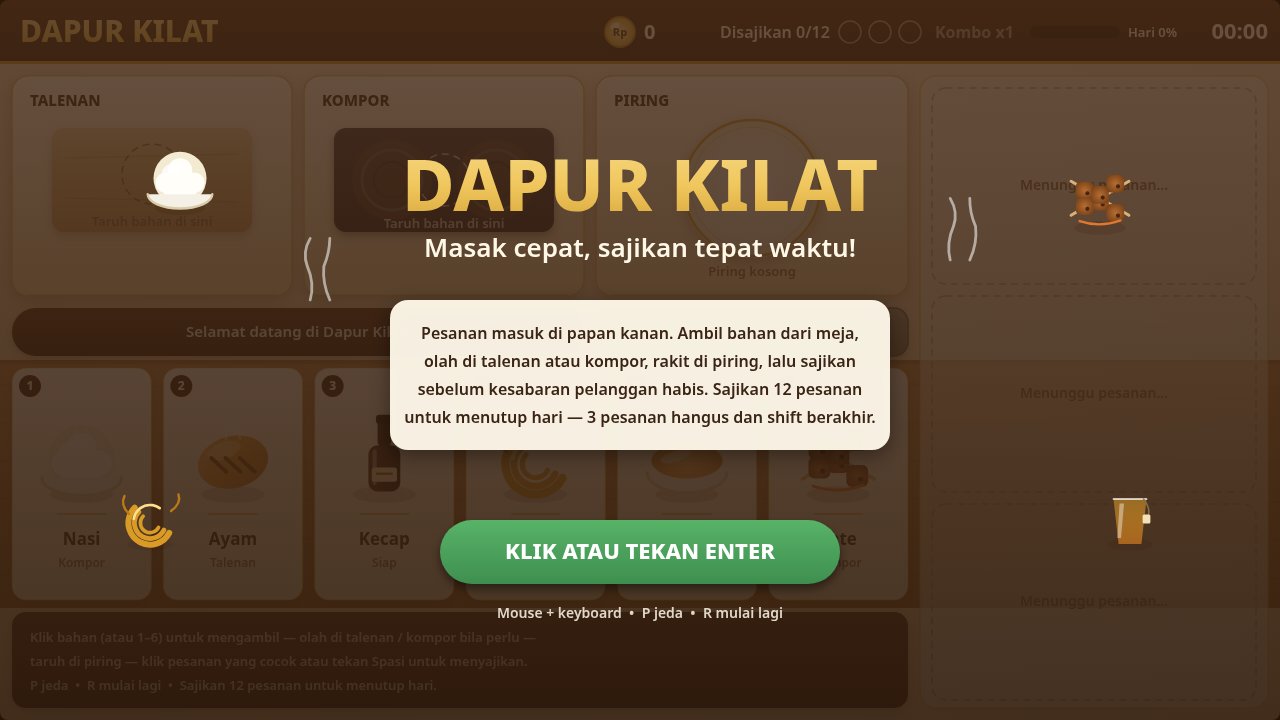 DAPUR KILAT
Rp 0
Disajikan 0/12
Kombo x1
Hari 0%
00:00
TALENAN
KOMPOR
PIRING
Taruh bahan di sini
Taruh bahan di sini
Piring kosong
DAPUR KILAT
Masak cepat, sajikan tepat waktu!
Selamat datang di Dapur
Pesanan masuk di papan kanan. Ambil bahan dari meja,
olah di talenan atau kompor, rakit di piring, lalu sajikan
sebelum kesabaran pelanggan habis. Sajikan 12 pesanan
untuk menutup hari — 3 pesanan hangus dan shift berakhir.
Menunggu pesanan...
Menunggu pesanan...
Menunggu pesanan...
1
Nasi
Kompor
2
Ayam
Talenan
3
Kecap
Siap
KLIK ATAU TEKAN ENTER
Mouse + keyboard • P jeda • R mulai lagi
Klik bahan (atau 1–6) untuk mengambil — olah di talenan / kompor bila perlu —
taruh di piring — klik pesanan yang cocok atau tekan Spasi untuk menyajikan.
P jeda • R mulai lagi • Sajikan 12 pesanan untuk menutup hari.